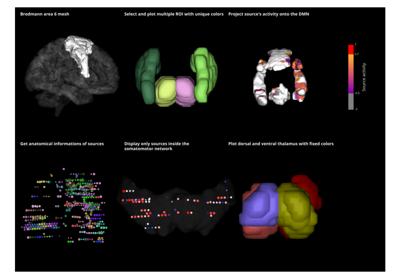 Brodmann area 6 mesh
Select and plot multiple ROI with unique colors
Project source's activity onto the DMN
Source activity
Get anatomical informations of sources
Display only sources inside the
somatomotor network
Plot dorsal and ventral thalamus with fixed colors